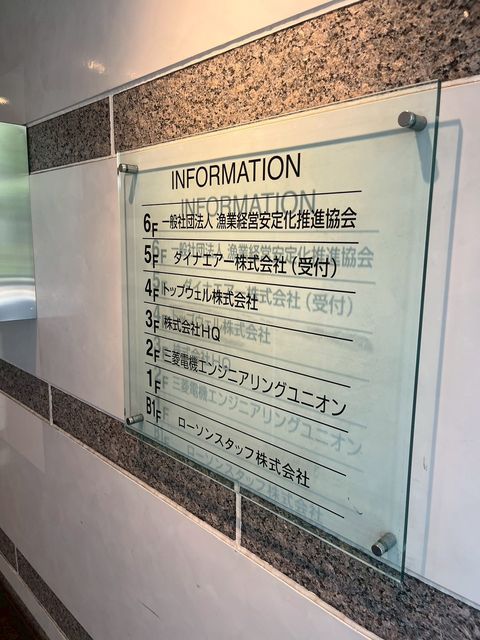 INFORMATION
6F 一般社団法人 漁業経営安定化推進協会
5F ダイナエアー株式会社(受付)
4F トップウェル株式会社
3F 株式会社HQ
2F 三菱電機エンジニアリングユニオン
1F
B1F ローソンスタッフ株式会社